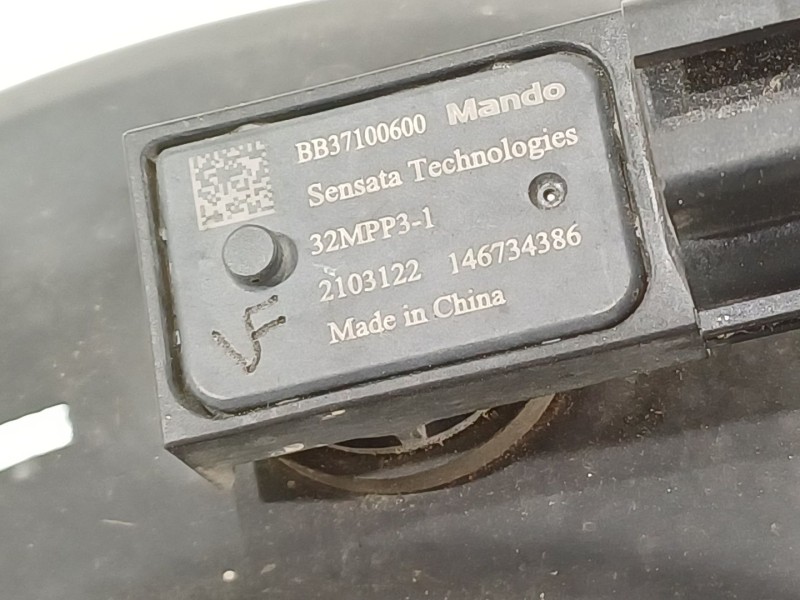 BB37100600 Mando
Sensata Technologies
32MPP3-1
2103122 146734386
Made in China